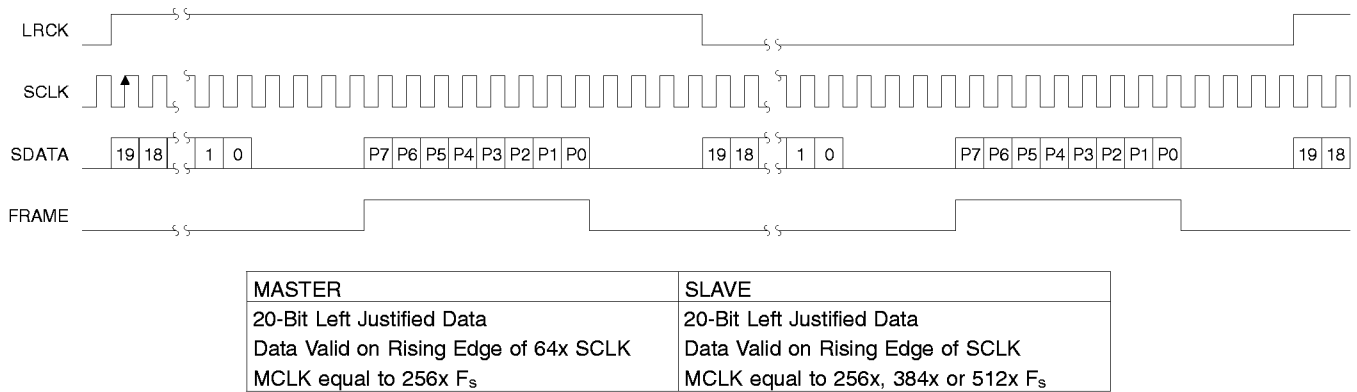 LRCK
SCLK
SDATA 19 18 1 0 P7 P6 P5 P4 P3 P2 P1 P0 19 18 1 0 P7 P6 P5 P4 P3 P2 P1 P0 19 18
FRAME
MASTER SLAVE
20-Bit Left Justified Data 20-Bit Left Justified Data
Data Valid on Rising Edge of 64x SCLK Data Valid on Rising Edge of SCLK
MCLK equal to 256x Fs MCLK equal to 256x, 384x or 512x Fs